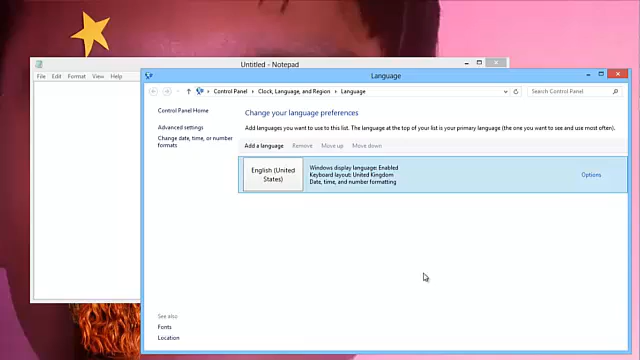 Untitled - Notepad
File Edit Format View Help
Language
Control Panel › Clock, Language, and Region › Language
Search Control Panel
Control Panel Home
Advanced settings
Change date, time, or number
formats
Change your language preferences
Add languages you want to use to this list. The language at the top of your list is your primary language (the one you want to see and use most often).
Add a language Remove Move up Move down
English (United
States)
Windows display language: Enabled
Keyboard layout: United Kingdom
Date, time, and number formatting
Options
See also
Fonts
Location